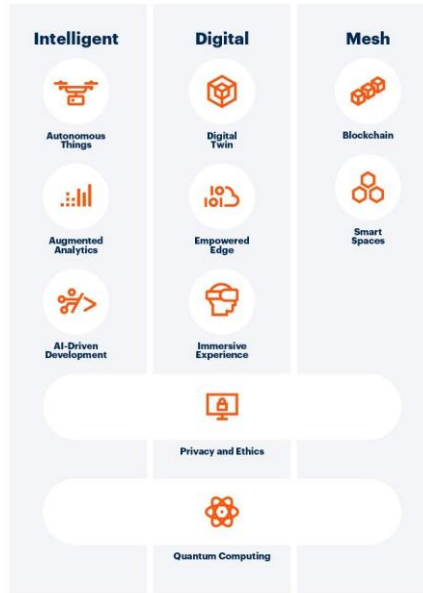 Intelligent
Digital
Mesh
Autonomous
Things
Digital
Twin
Blockchain
Augmented
Analytics
Empowered
Edge
Smart
Spaces
AI-Driven
Development
Immersive
Experience
Privacy and Ethics
Quantum Computing